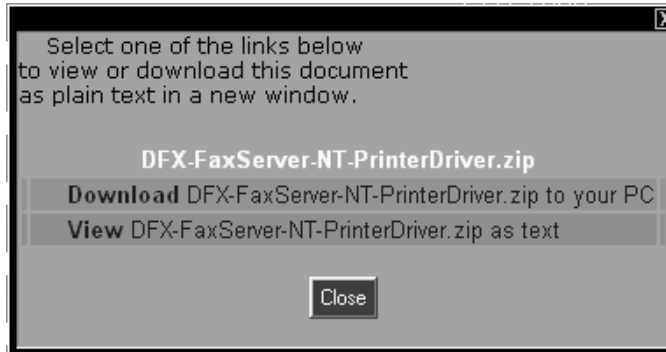 Select one of the links below
to view or download this document
as plain text in a new window.
DFX-FaxServer-NT-PrinterDriver.zip
Download DFX-FaxServer-NT-PrinterDriver.zip to your PC
View DFX-FaxServer-NT-PrinterDriver.zip as text
Close